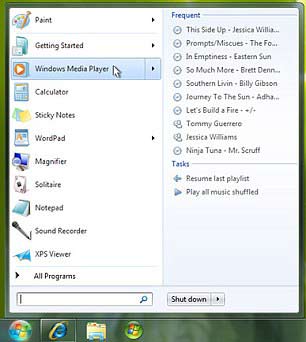 Paint
Getting Started
Windows Media Player
Calculator
Sticky Notes
WordPad
Magnifier
Solitaire
Notepad
Sound Recorder
XPS Viewer
All Programs
Frequent
This Side Up - Jessica Willia...
Prompts/Miscues - The Fo...
In Emptiness - Eastern Sun
So Much More - Brett Denn...
Southern Livin - Billy Gibson
Journey To The Sun - Adha...
Let's Build a Fire - +/-
Tommy Guerrero
Jessica Williams
Ninja Tuna - Mr. Scruff
Tasks
Resume last playlist
Play all music shuffled
Shut down